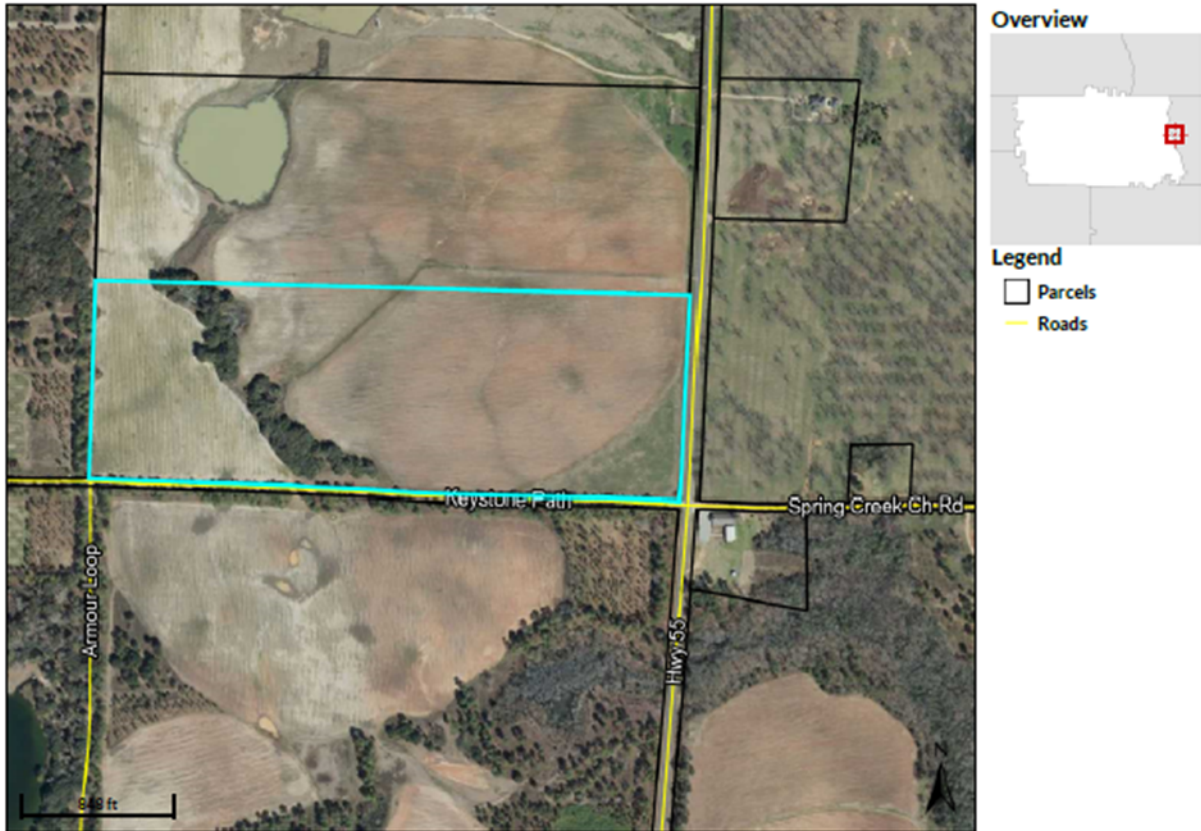 Overview
Legend
Parcels
Roads
Keystone Path
Spring Creek Ch Rd
Armour Loop
Hwy 55
N